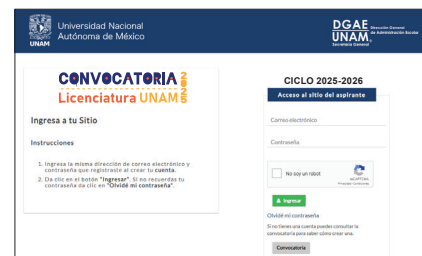 Universidad Nacional
Autónoma de México
UNAM
DGAE
UNAM
Dirección General
de Administración Escolar
Secretaría General
CONVOCATORIA
Licenciatura UNAM
Ingresa a tu Sitio
Instrucciones
1. Ingresa la misma dirección de correo electrónico y
contraseña que registraste al crear tu cuenta.
2. Da clic en el botón "Ingresar". Si no recuerdas tu
contraseña da clic en "Olvidé mi contraseña".
CICLO 2025-2026
Acceso al sitio del aspirante
Correo electrónico
Contraseña
No soy un robot
reCAPTCHA
Privacidad - Condiciones
Ingresar
Olvidé mi contraseña
Si no tienes una cuenta puedes consultar la
convocatoria para saber cómo crear una.
Convocatoria